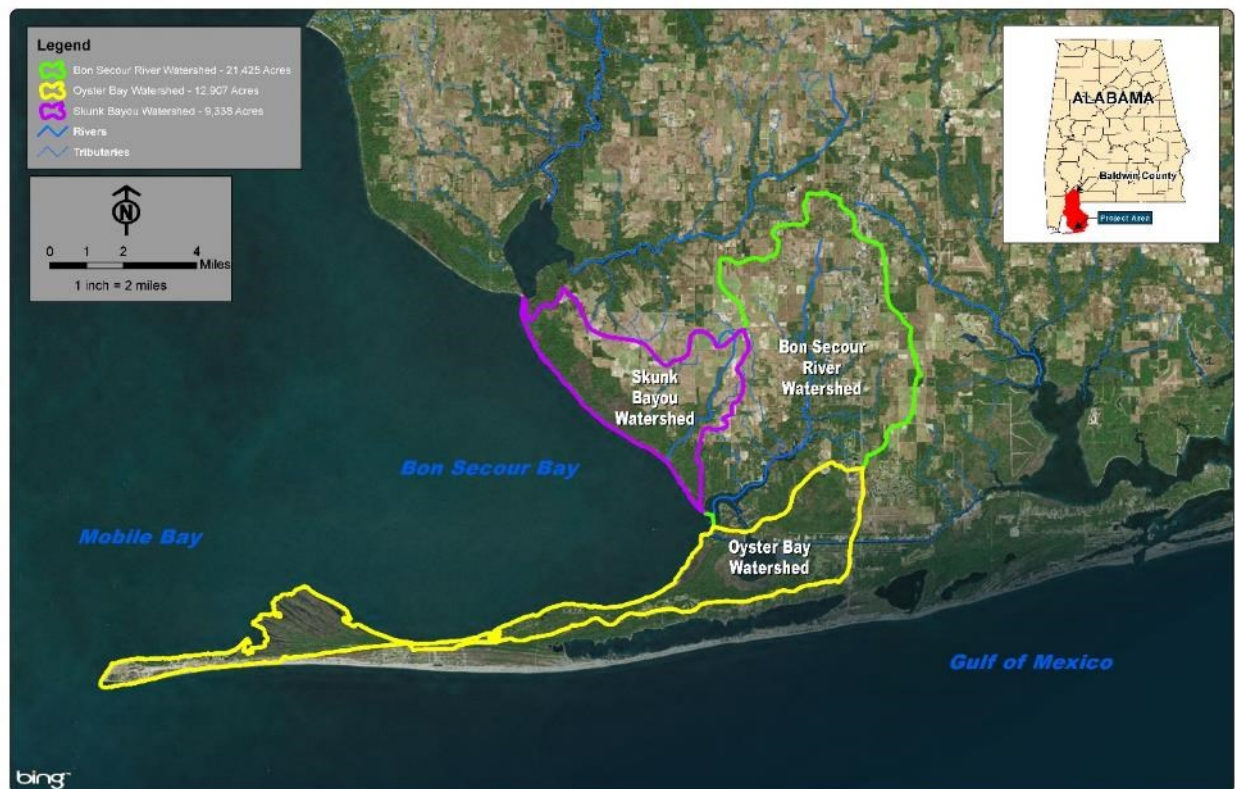 Legend
Bon Secour River Watershed - 21,425 Acres
Oyster Bay Watershed - 12,907 Acres
Skunk Bayou Watershed - 9,338 Acres
Rivers
Tributaries
N
0 1 2 4
Miles
1 inch = 2 miles
ALABAMA
Baldwin County
Project Area
Bon Secour
River
Watershed
Skunk
Bayou
Watershed
Bon Secour Bay
Mobile Bay
Oyster Bay
Watershed
Gulf of Mexico
bing